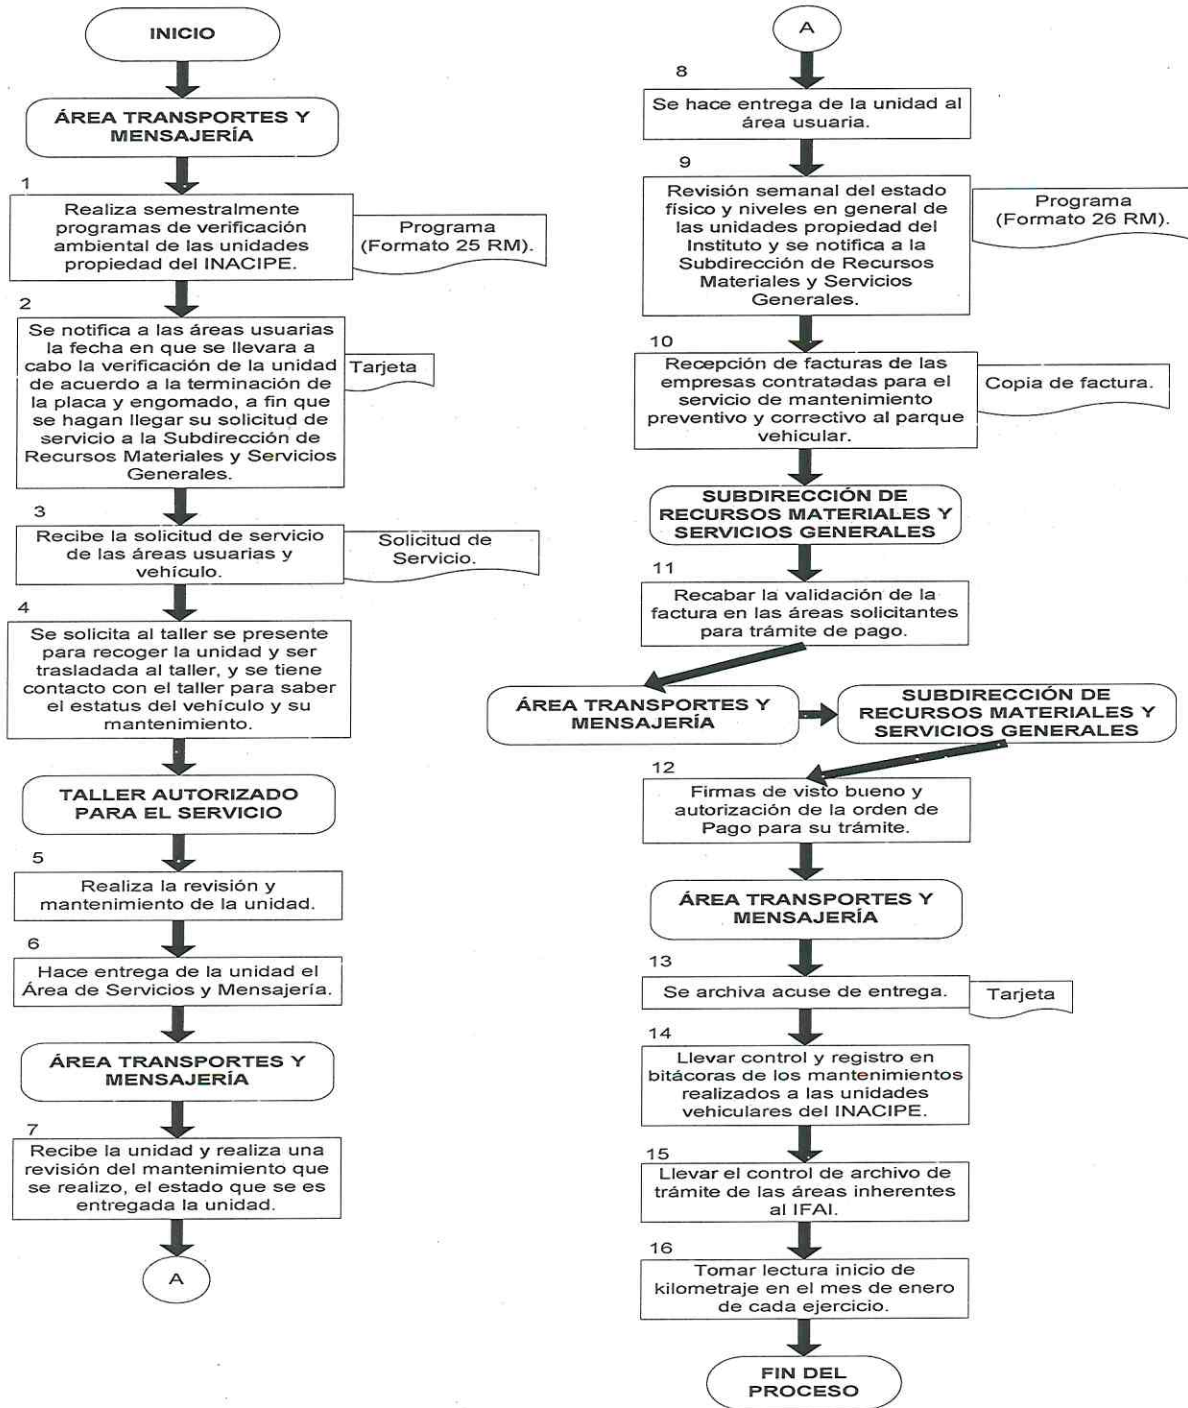 INICIO
ÁREA TRANSPORTES Y
MENSAJERÍA
1
Realiza semestralmente
programas de verificación
ambiental de las unidades
propiedad del INACIPE.
Programa
(Formato 25 RM).
2
Se notifica a las áreas usuarias
la fecha en que se llevara a
cabo la verificación de la unidad
de acuerdo a la terminación de
la placa y engomado, a fin que
se hagan llegar su solicitud de
servicio a la Subdirección de
Recursos Materiales y Servicios
Generales.
Tarjeta
3
Recibe la solicitud de servicio
de las áreas usuarias y
vehículo.
Solicitud de
Servicio.
4
Se solicita al taller se presente
para recoger la unidad y ser
trasladada al taller, y se tiene
contacto con el taller para saber
el estatus del vehículo y su
mantenimiento.
TALLER AUTORIZADO
PARA EL SERVICIO
5
Realiza la revisión y
mantenimiento de la unidad.
6
Hace entrega de la unidad el
Área de Servicios y Mensajería.
ÁREA TRANSPORTES Y
MENSAJERÍA
7
Recibe la unidad y realiza una
revisión del mantenimiento que
se realizo, el estado que se es
entregada la unidad.
A
A
8
Se hace entrega de la unidad al
área usuaria.
9
Revisión semanal del estado
físico y niveles en general de
las unidades propiedad del
Instituto y se notifica a la
Subdirección de Recursos
Materiales y Servicios
Generales.
Programa
(Formato 26 RM).
10
Recepción de facturas de las
empresas contratadas para el
servicio de mantenimiento
preventivo y correctivo al parque
vehicular.
Copia de factura.
SUBDIRECCIÓN DE
RECURSOS MATERIALES Y
SERVICIOS GENERALES
11
Recabar la validación de la
factura en las áreas solicitantes
para trámite de pago.
ÁREA TRANSPORTES Y
MENSAJERÍA
SUBDIRECCIÓN DE
RECURSOS MATERIALES Y
SERVICIOS GENERALES
12
Firmas de visto bueno y
autorización de la orden de
Pago para su trámite.
ÁREA TRANSPORTES Y
MENSAJERÍA
13
Se archiva acuse de entrega.
Tarjeta
14
Llevar control y registro en
bitácoras de los mantenimientos
realizados a las unidades
vehiculares del INACIPE.
15
Llevar el control de archivo de
trámite de las áreas inherentes
al IFAI.
16
Tomar lectura inicio de
kilometraje en el mes de enero
de cada ejercicio.
FIN DEL
PROCESO